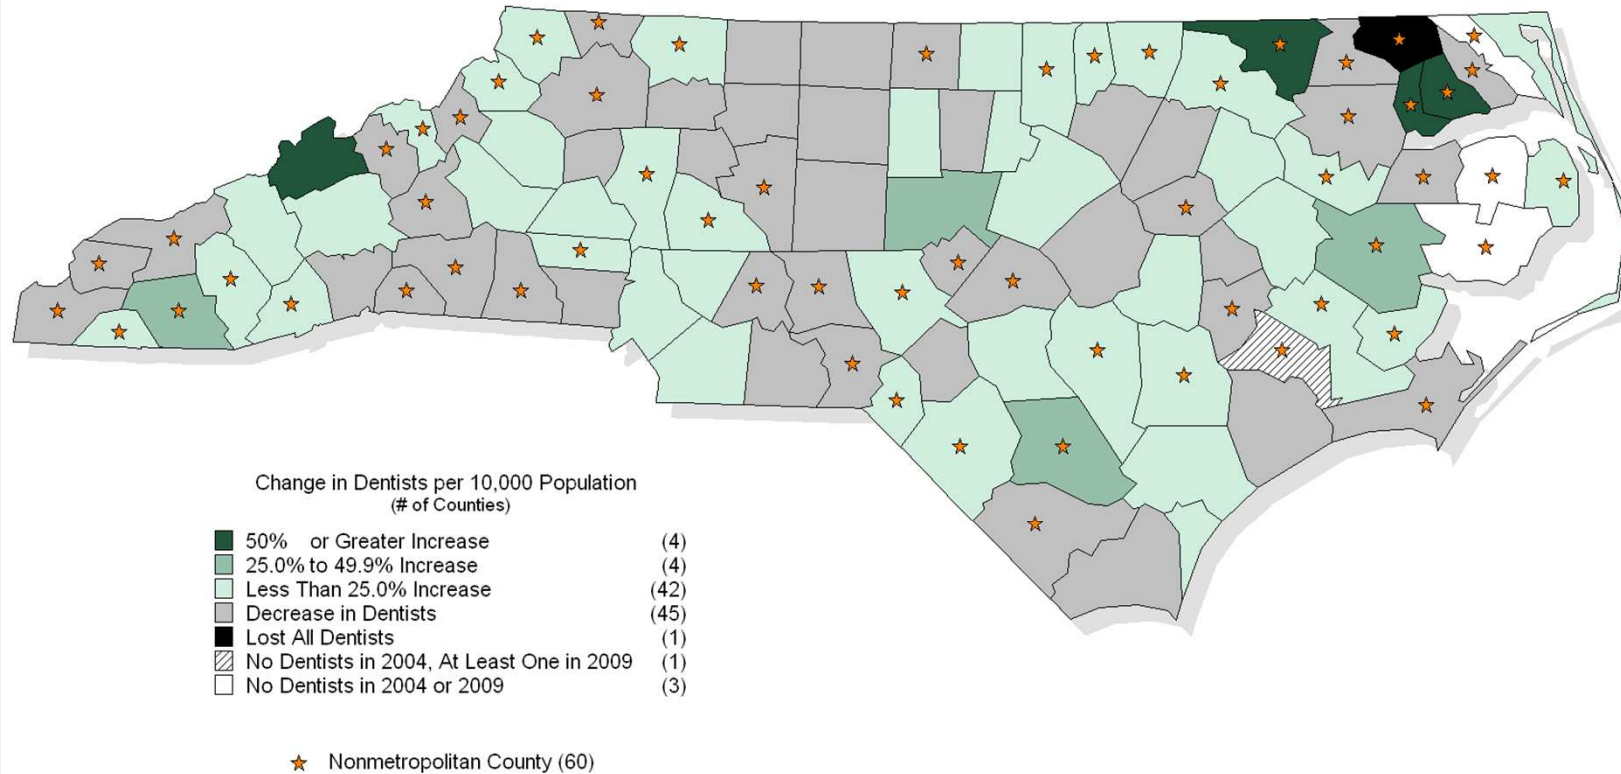 Change in Dentists per 10,000 Population
(# of Counties)
50% or Greater Increase (4)
25.0% to 49.9% Increase (4)
Less Than 25.0% Increase (42)
Decrease in Dentists (45)
Lost All Dentists (1)
No Dentists in 2004, At Least One in 2009 (1)
No Dentists in 2004 or 2009 (3)
Nonmetropolitan County (60)